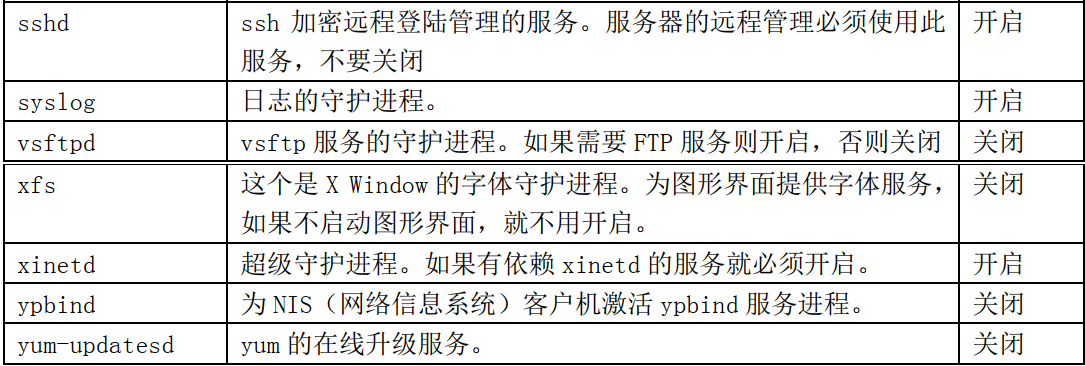 sshd ssh 加密远程登陆管理的服务。服务器的远程管理必须使用此 开启
服务，不要关闭
syslog 日志的守护进程。 开启
vsftpd vsftp 服务的守护进程。如果需要 FTP 服务则开启，否则关闭 关闭
xfs 这个是 X Window 的字体守护进程。为图形界面提供字体服务， 关闭
如果不启动图形界面，就不用开启。
xinetd 超级守护进程。如果有依赖 xinetd 的服务就必须开启。 开启
ypbind 为 NIS（网络信息系统）客户机激活 ypbind 服务进程。 关闭
yum-updatesd yum 的在线升级服务。 关闭